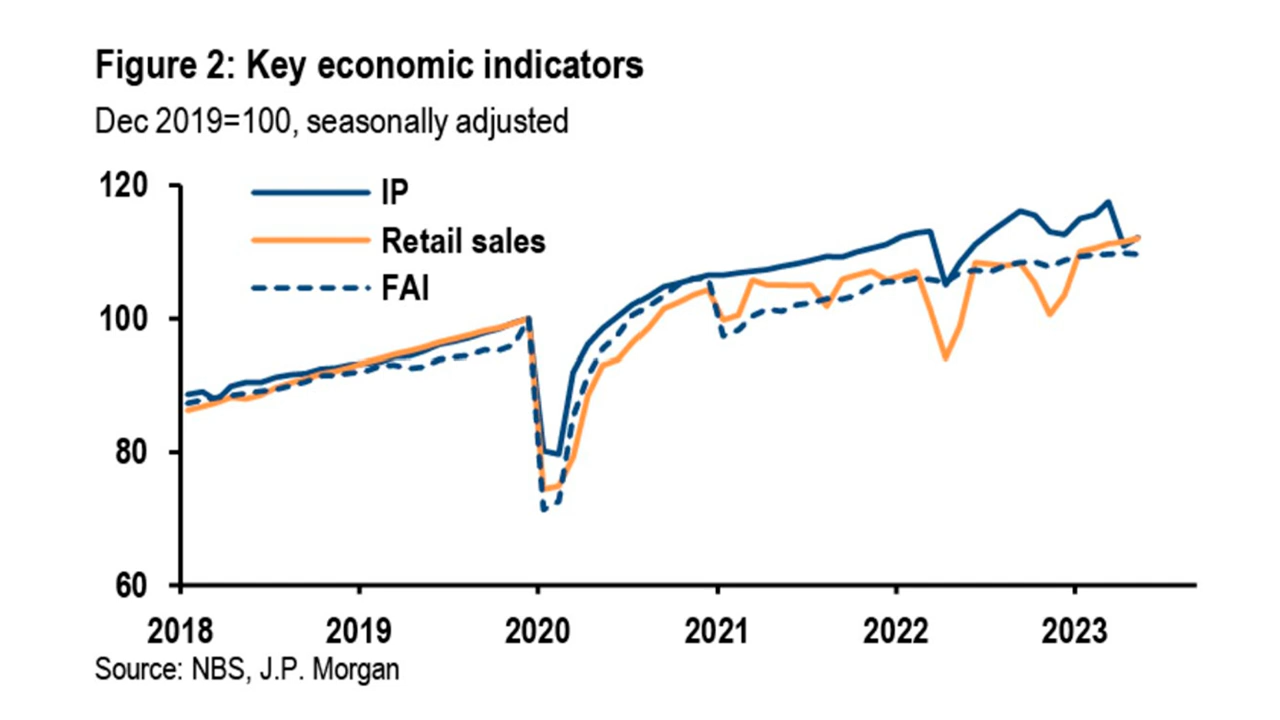 Figure 2: Key economic indicators
Dec 2019=100, seasonally adjusted
120
IP
Retail sales
100
FAI
80
60
2018 2019 2020 2021 2022 2023
Source: NBS, J.P. Morgan